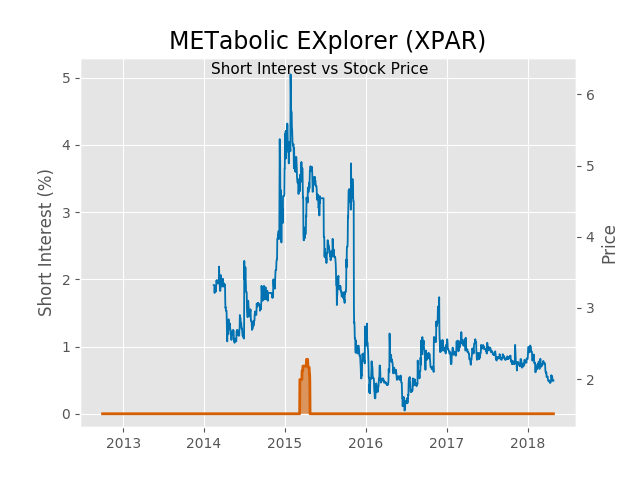 METabolic EXplorer (XPAR)
Short Interest vs Stock Price
Short Interest (%)
5
4
3
2
1
0
6
5
4
3
2
Price
2013 2014 2015 2016 2017 2018